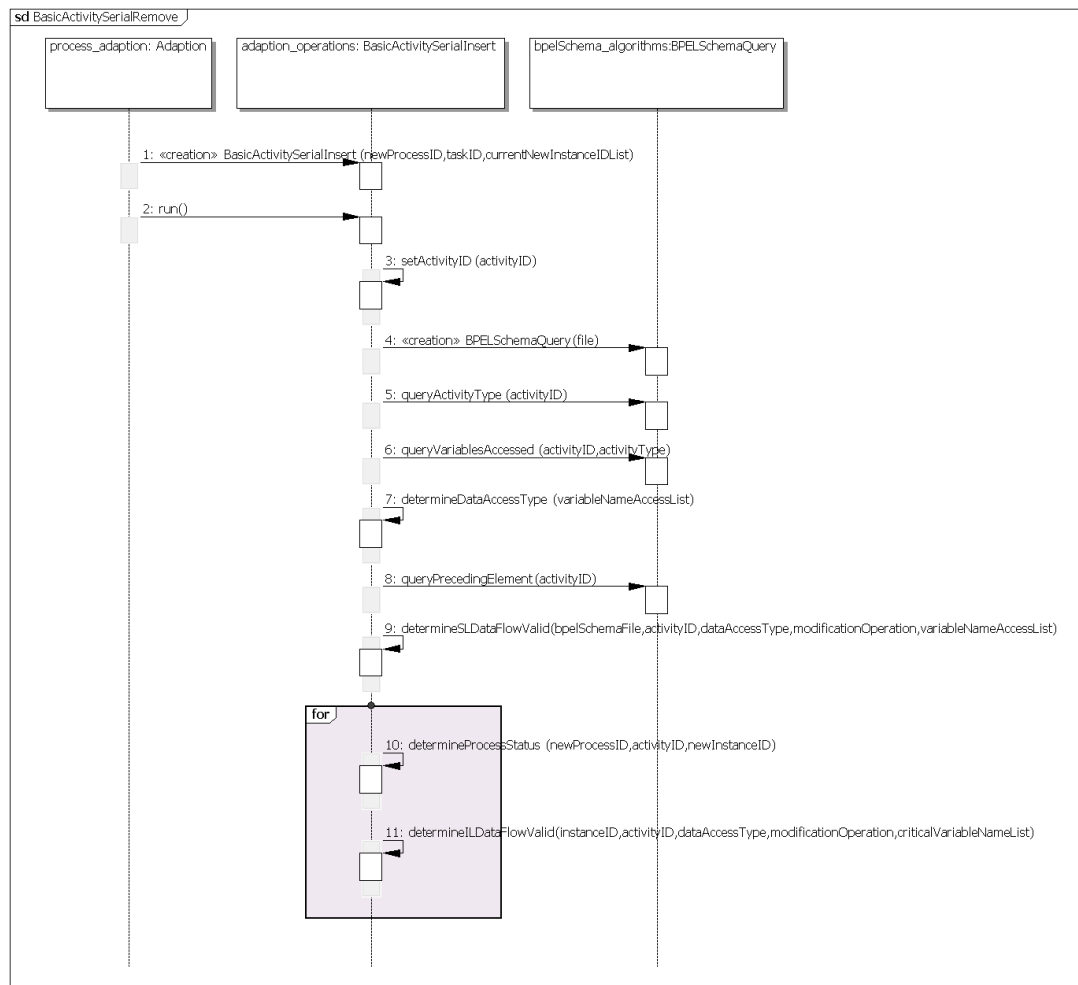 sd BasicActivitySerialRemove
process_adaption: Adaption
adaption_operations: BasicActivitySerialInsert
bpelSchema_algorithms:BPELSchemaQuery
1: «creation» BasicActivitySerialInsert (newProcessID,taskID,currentNewInstanceIDList)
2: run()
3: setActivityID (activityID)
4: «creation» BPELSchemaQuery(file)
5: queryActivityType (activityID)
6: queryVariablesAccessed (activityID,activityType)
7: determineDataAccessType (variableNameAccessList)
8: queryPrecedingElement(activityID)
9: determineSLDataFlowValid(bpelSchemaFile,activityID,dataAccessType,modificationOperation,variableNameAccessList)
for
10: determineProcessStatus (newProcessID,activityID,newInstanceID)
11: determineILDataFlowValid(instanceID,activityID,dataAccessType,modificationOperation,criticalVariableNameList)